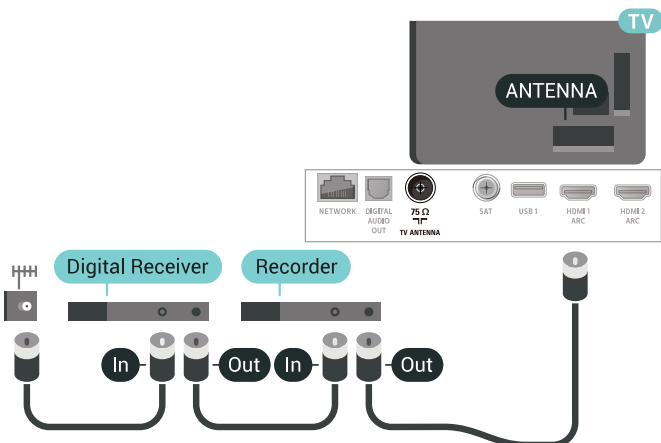 TV
ANTENNA
NETWORK
DIGITAL
AUDIO
OUT
75 Ω
TV ANTENNA
SAT
USB 1
HDMI 1
ARC
HDMI 2
ARC
Digital Receiver
Recorder
In
Out
In
Out